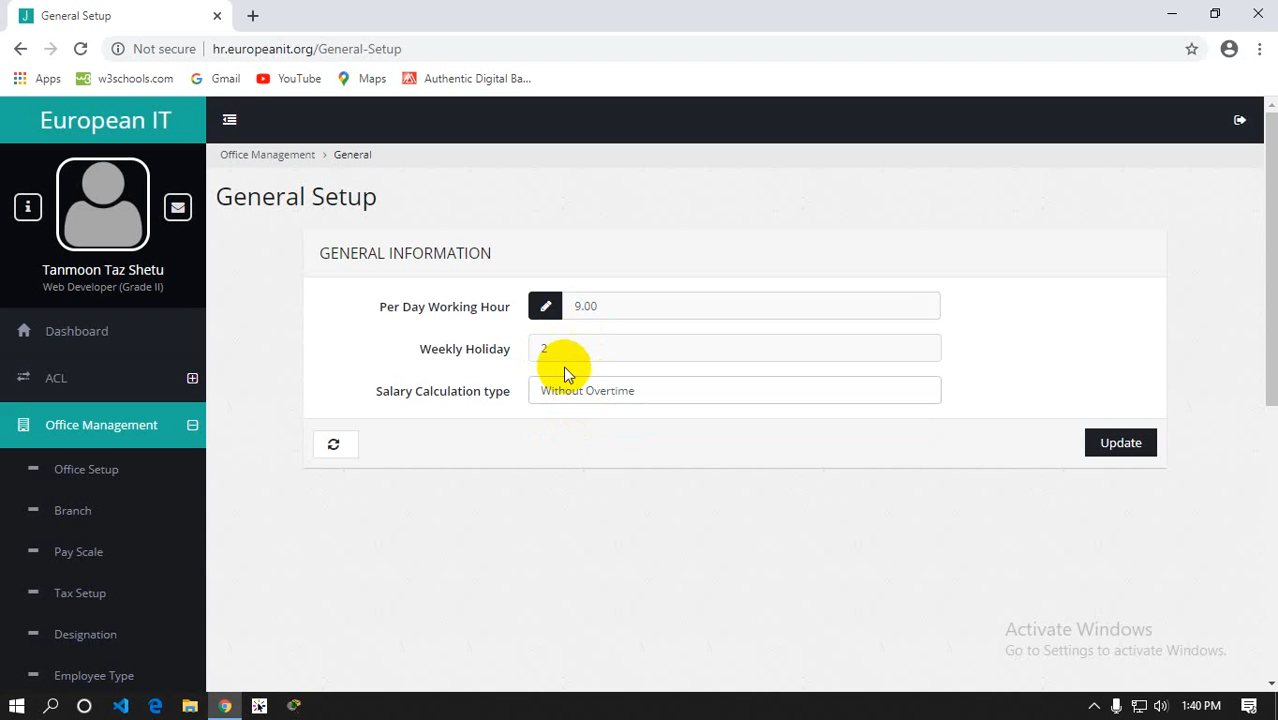 General Setup
Not secure
hr.europeanit.org/General-Setup
Apps
w3schools.com
Gmail
YouTube
Maps
Authentic Digital Ba...
European IT
Office Management > General
General Setup
Tanmoon Taz Shetu
Web Developer (Grade II)
Dashboard
ACL
Office Management
Office Setup
Branch
Pay Scale
Tax Setup
Designation
Employee Type
GENERAL INFORMATION
Per Day Working Hour 9.00
Weekly Holiday 2
Salary Calculation type Without Overtime
Update
Activate Windows
Go to Settings to activate Windows.
1:40 PM